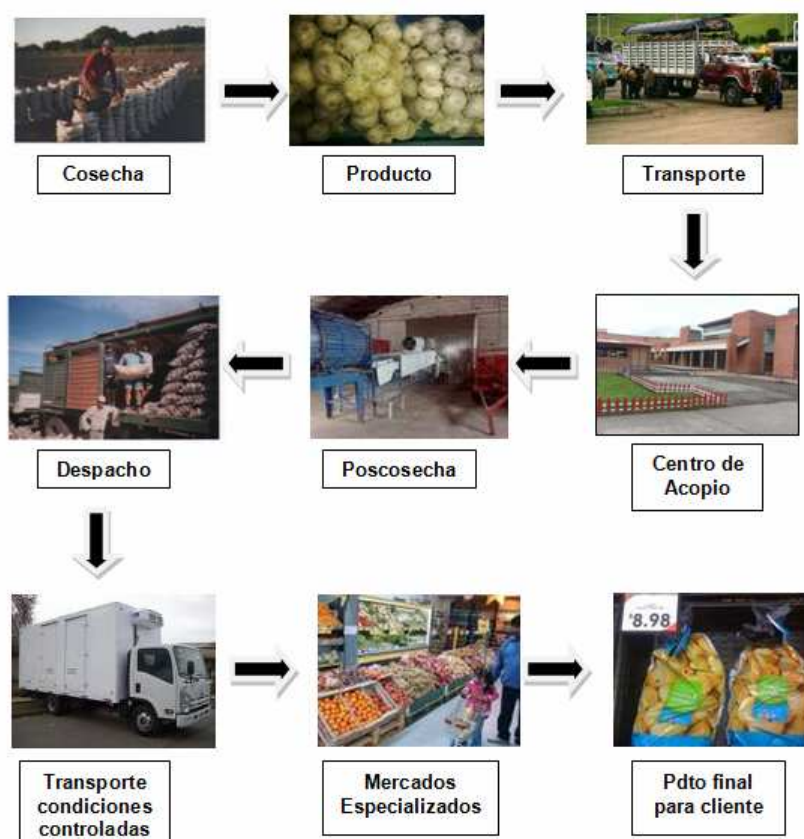 Cosecha
Producto
Transporte
Centro de
Acopio
Poscosecha
Despacho
$8.98
Transporte
condiciones
controladas
Mercados
Especializados
Pdto final
para cliente